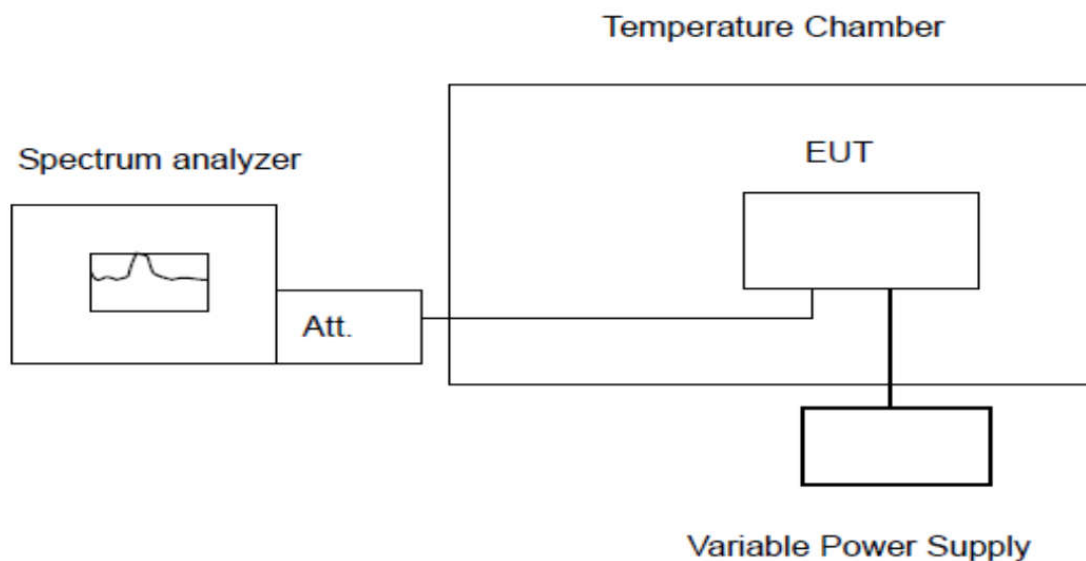 Temperature Chamber
Spectrum analyzer
EUT
Att.
Variable Power Supply